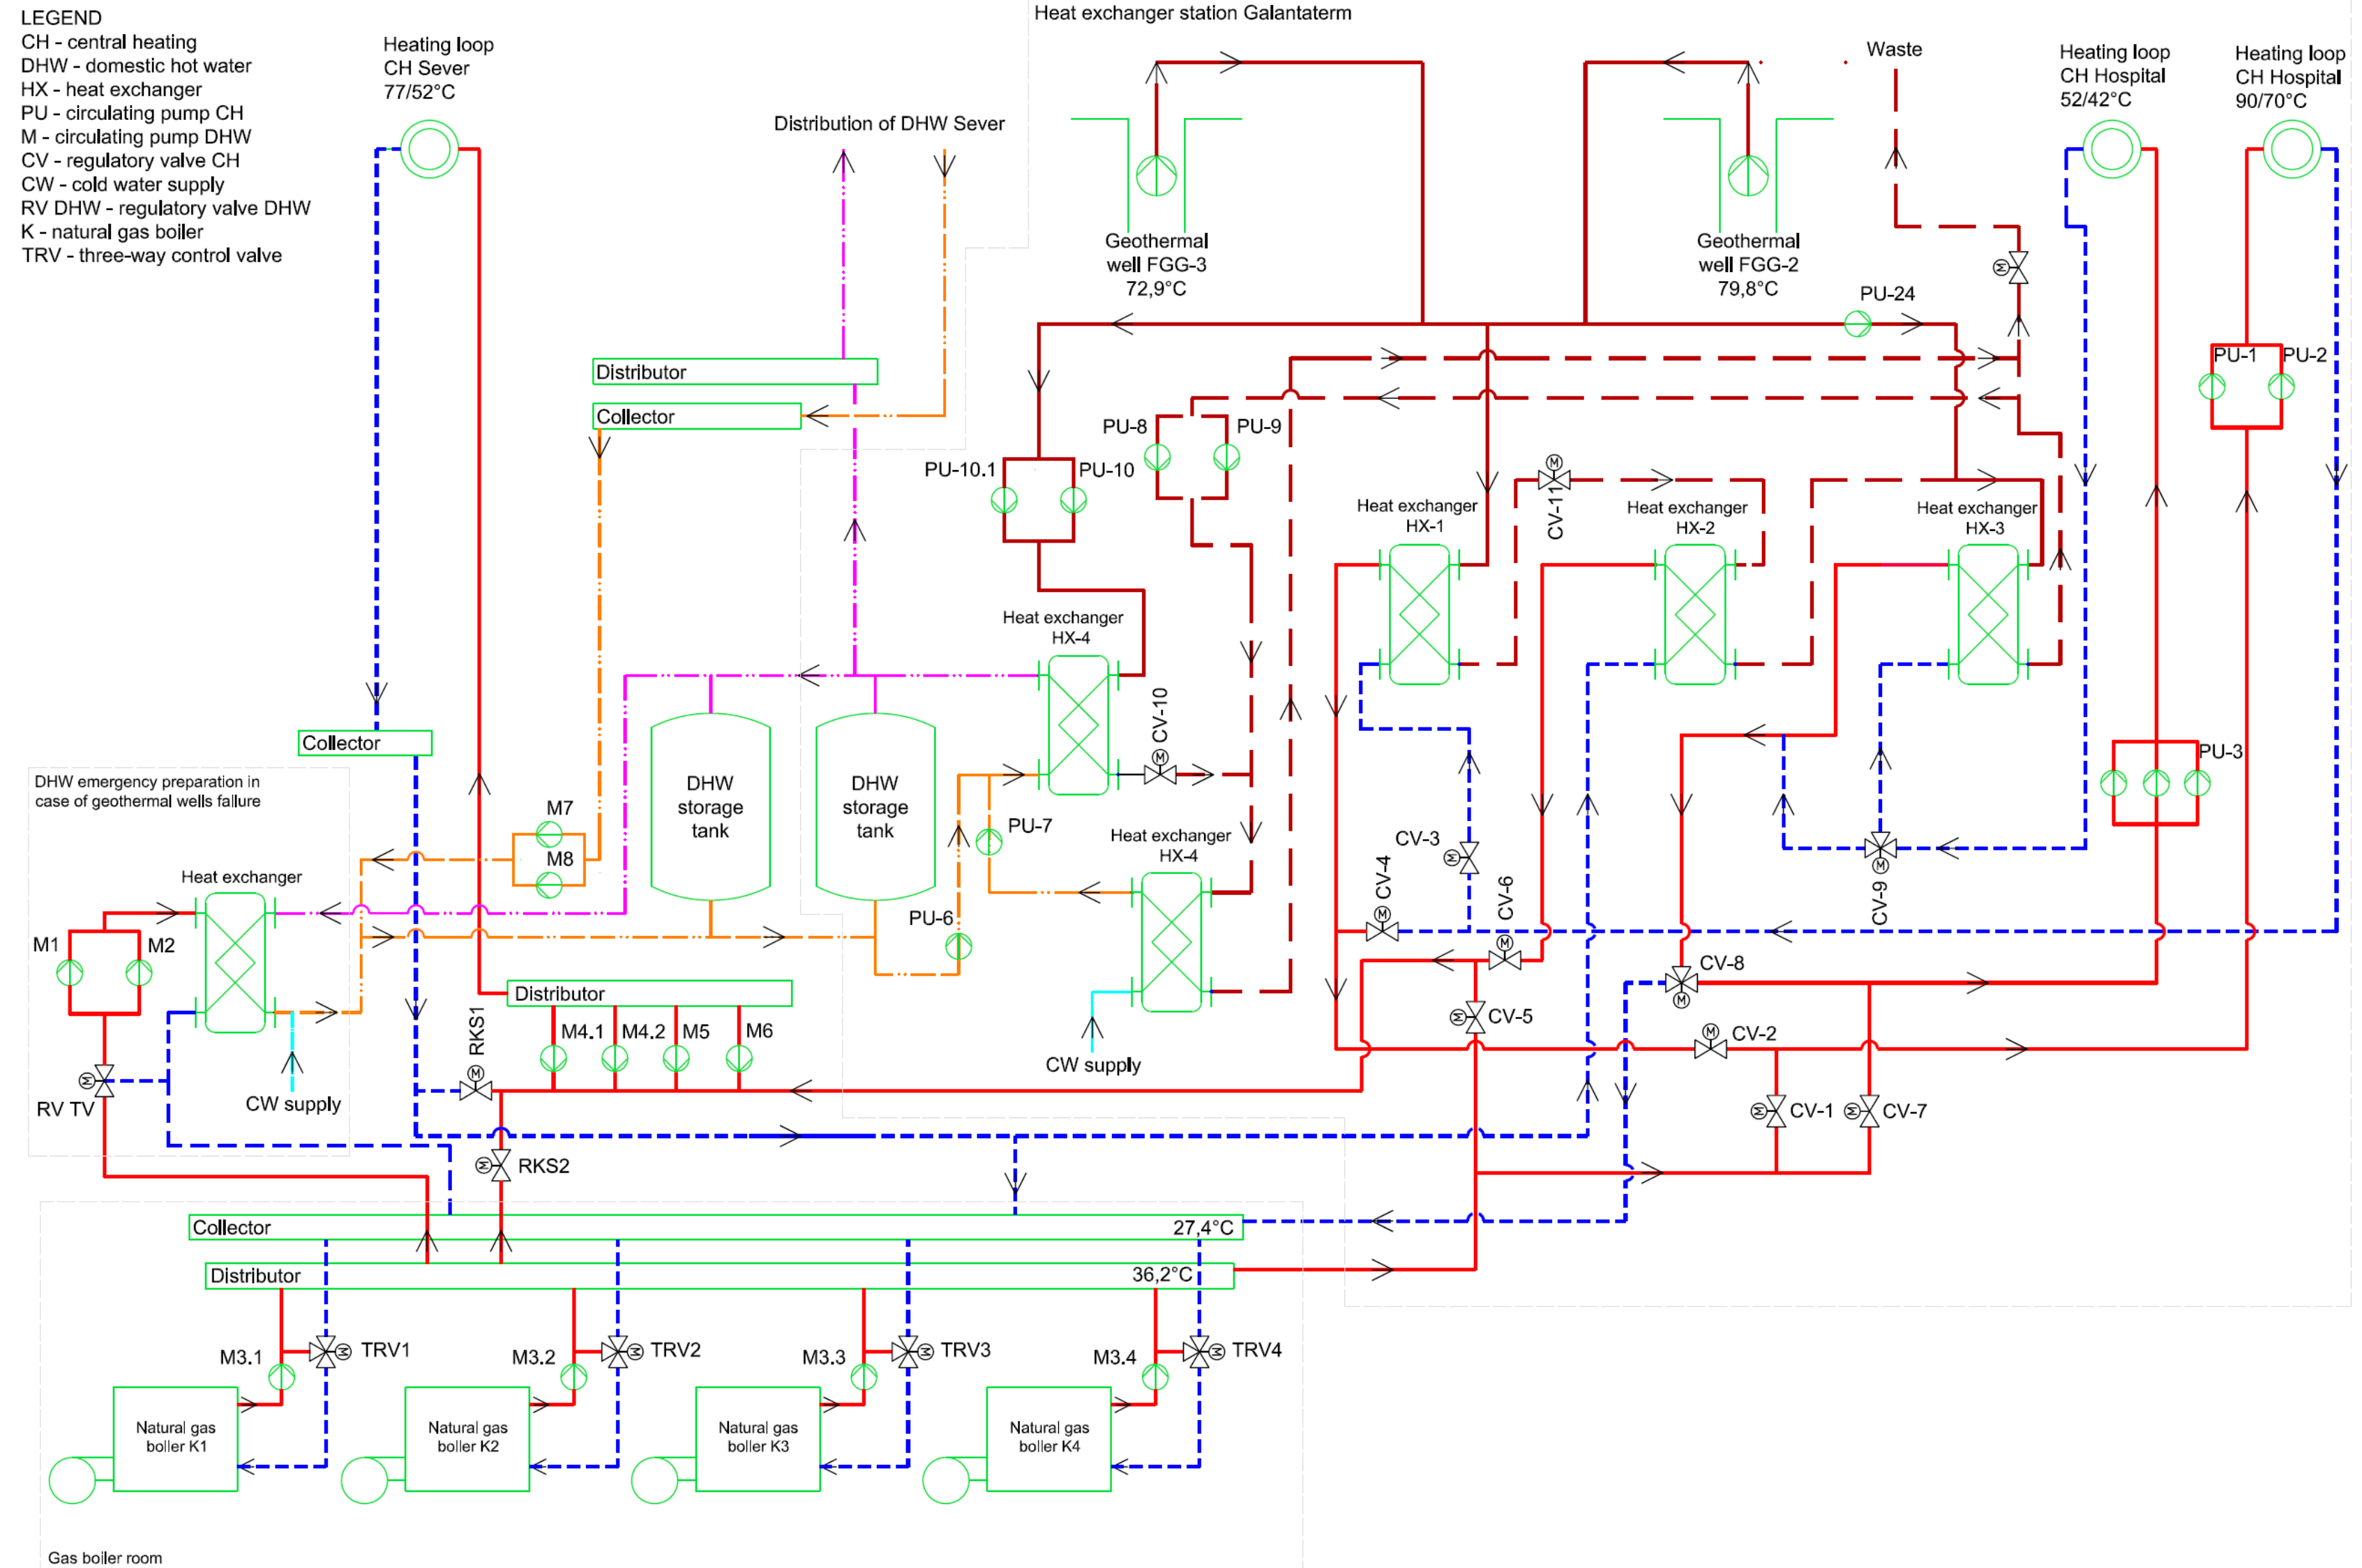 LEGEND
CH - central heating
DHW - domestic hot water
HX - heat exchanger
PU - circulating pump CH
M - circulating pump DHW
CV - regulatory valve CH
CW - cold water supply
RV DHW - regulatory valve DHW
K - natural gas boiler
TRV - three-way control valve
Heating loop
CH Sever
77/52°C
Heat exchanger station Galantaterm
Waste
Heating loop
CH Hospital
52/42°C
Heating loop
CH Hospital
90/70°C
Distribution of DHW Sever
Geothermal
well FGG-3
72,9°C
Geothermal
well FGG-2
79,8°C
PU-24
PU-1
PU-2
Distributor
Collector
PU-8
PU-9
PU-10.1
PU-10
CV-11
M
Heat exchanger
HX-1
Heat exchanger
HX-2
Heat exchanger
HX-3
Heat exchanger
HX-4
CV-10
M
Collector
PU-3
DHW emergency preparation in
case of geothermal wells failure
DHW
storage
tank
DHW
storage
tank
M7
M8
PU-7
Heat exchanger
HX-4
CV-3
M
CV-4
M
CV-6
M
CV-9
M
Heat exchanger
PU-6
M1
M2
CV-8
M
Distributor
M4.1
M4.2
M5
M6
RKS1
M
CV-5
M
CV-2
M
CW supply
RV TV
M
CW supply
CV-1
M
CV-7
M
RKS2
M
M
Collector
27,4°C
Distributor
36,2°C
M3.1
M
TRV1
M3.2
M
TRV2
M3.3
M
TRV3
M3.4
M
TRV4
Natural gas
boller K1
Natural gas
boller K2
Natural gas
boller K3
Natural gas
boller K4
Gas boiler room